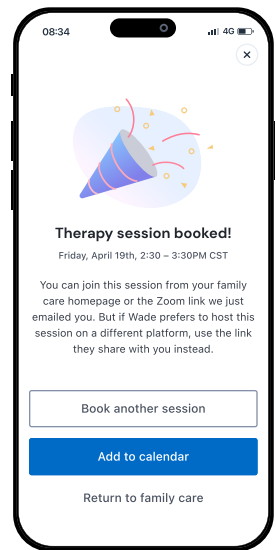 08:34
4G
Therapy session booked!
Friday, April 19th, 2:30 – 3:30PM CST
You can join this session from your family
care homepage or the Zoom link we just
emailed you. But if Wade prefers to host this
session on a different platform, use the link
they share with you instead.
Book another session
Add to calendar
Return to family care